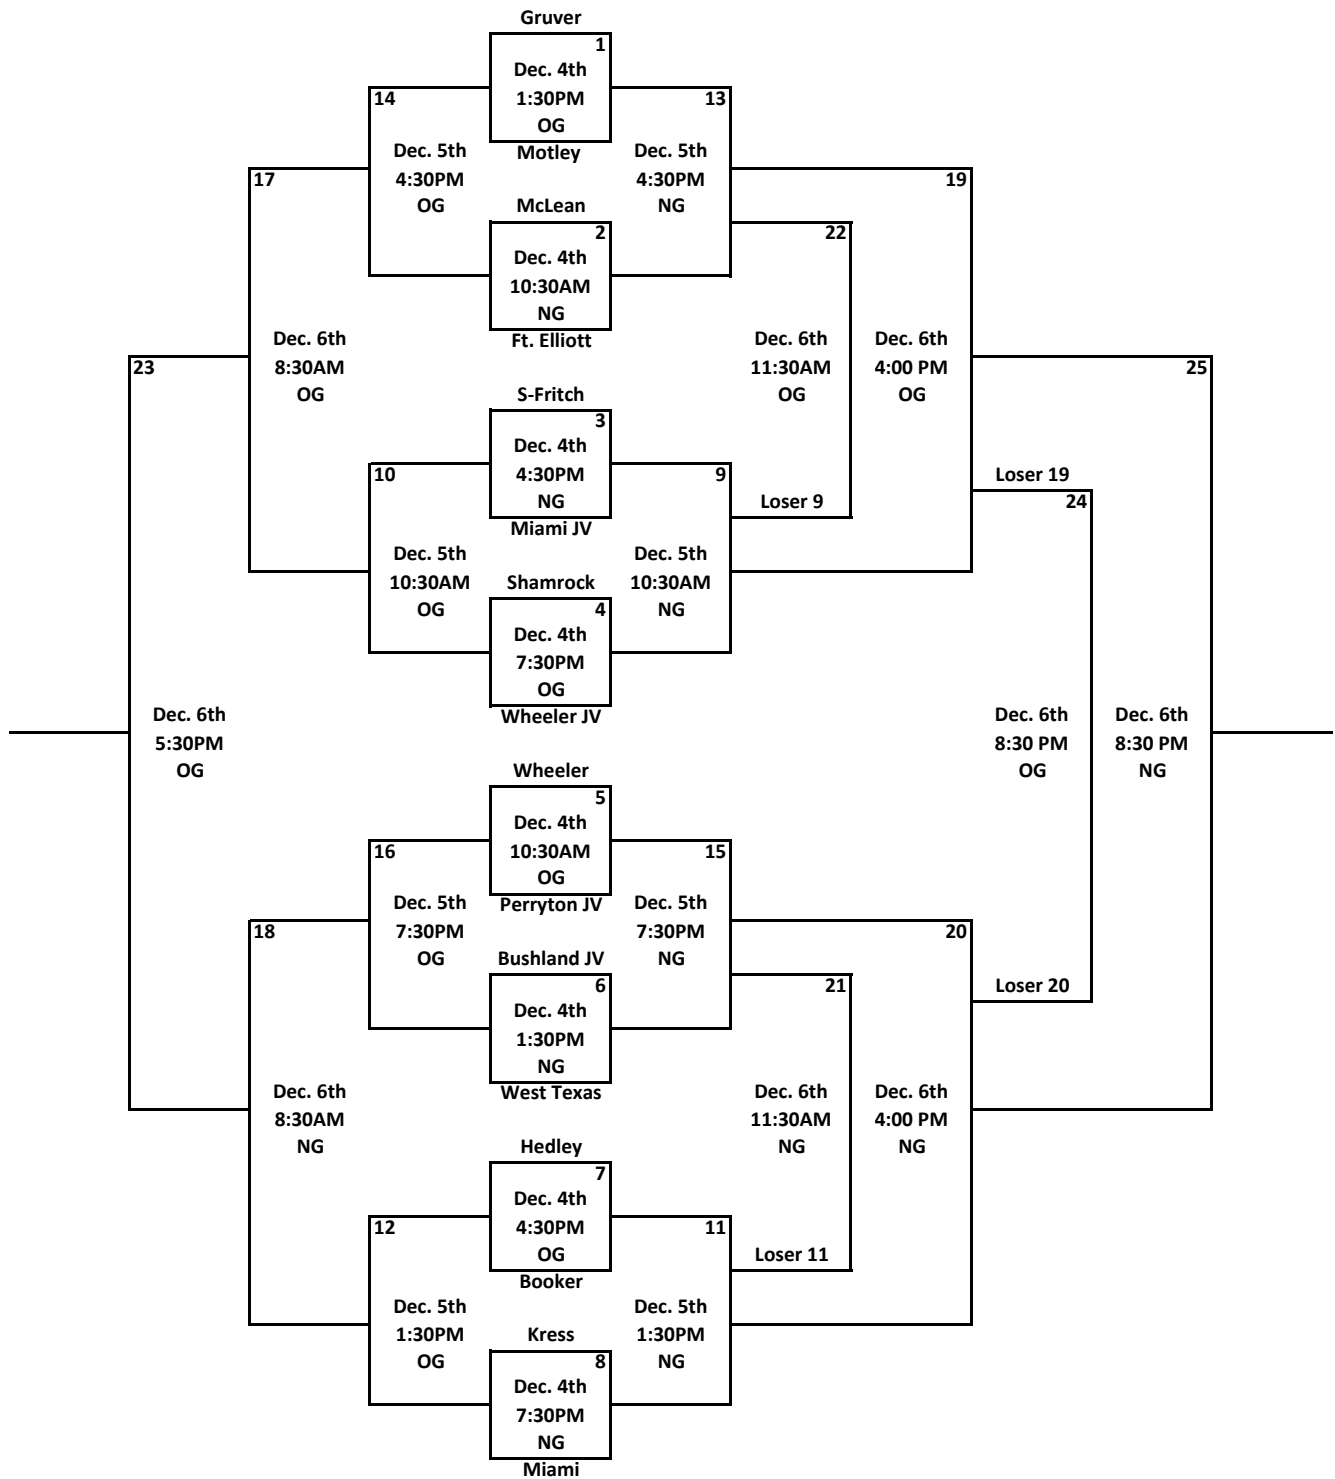 Gruver
1
Dec. 4th
1:30PM
OG
Motley
14
Dec. 5th
4:30PM
OG
13
Dec. 5th
4:30PM
NG
McLean
2
Dec. 4th
10:30AM
NG
Ft. Elliott
17
Dec. 6th
8:30AM
OG
19
Dec. 6th
4:00 PM
OG
22
Dec. 6th
11:30AM
OG
S-Fritch
3
Dec. 4th
4:30PM
NG
Miami JV
10
Dec. 5th
10:30AM
OG
9
Dec. 5th
10:30AM
NG
Loser 9
Shamrock
4
Dec. 4th
7:30PM
OG
Wheeler JV
23
Dec. 6th
5:30PM
OG
25
Dec. 6th
8:30 PM
NG
Loser 19
24
Dec. 6th
8:30 PM
OG
Loser 20
Wheeler
5
Dec. 4th
10:30AM
OG
Perryton JV
16
Dec. 5th
7:30PM
OG
15
Dec. 5th
7:30PM
NG
Bushland JV
6
Dec. 4th
1:30PM
NG
West Texas
18
Dec. 6th
8:30AM
NG
20
Dec. 6th
4:00 PM
NG
21
Dec. 6th
11:30AM
NG
Hedley
7
Dec. 4th
4:30PM
OG
Booker
12
Dec. 5th
1:30PM
OG
11
Dec. 5th
1:30PM
NG
Loser 11
Kress
8
Dec. 4th
7:30PM
NG
Miami